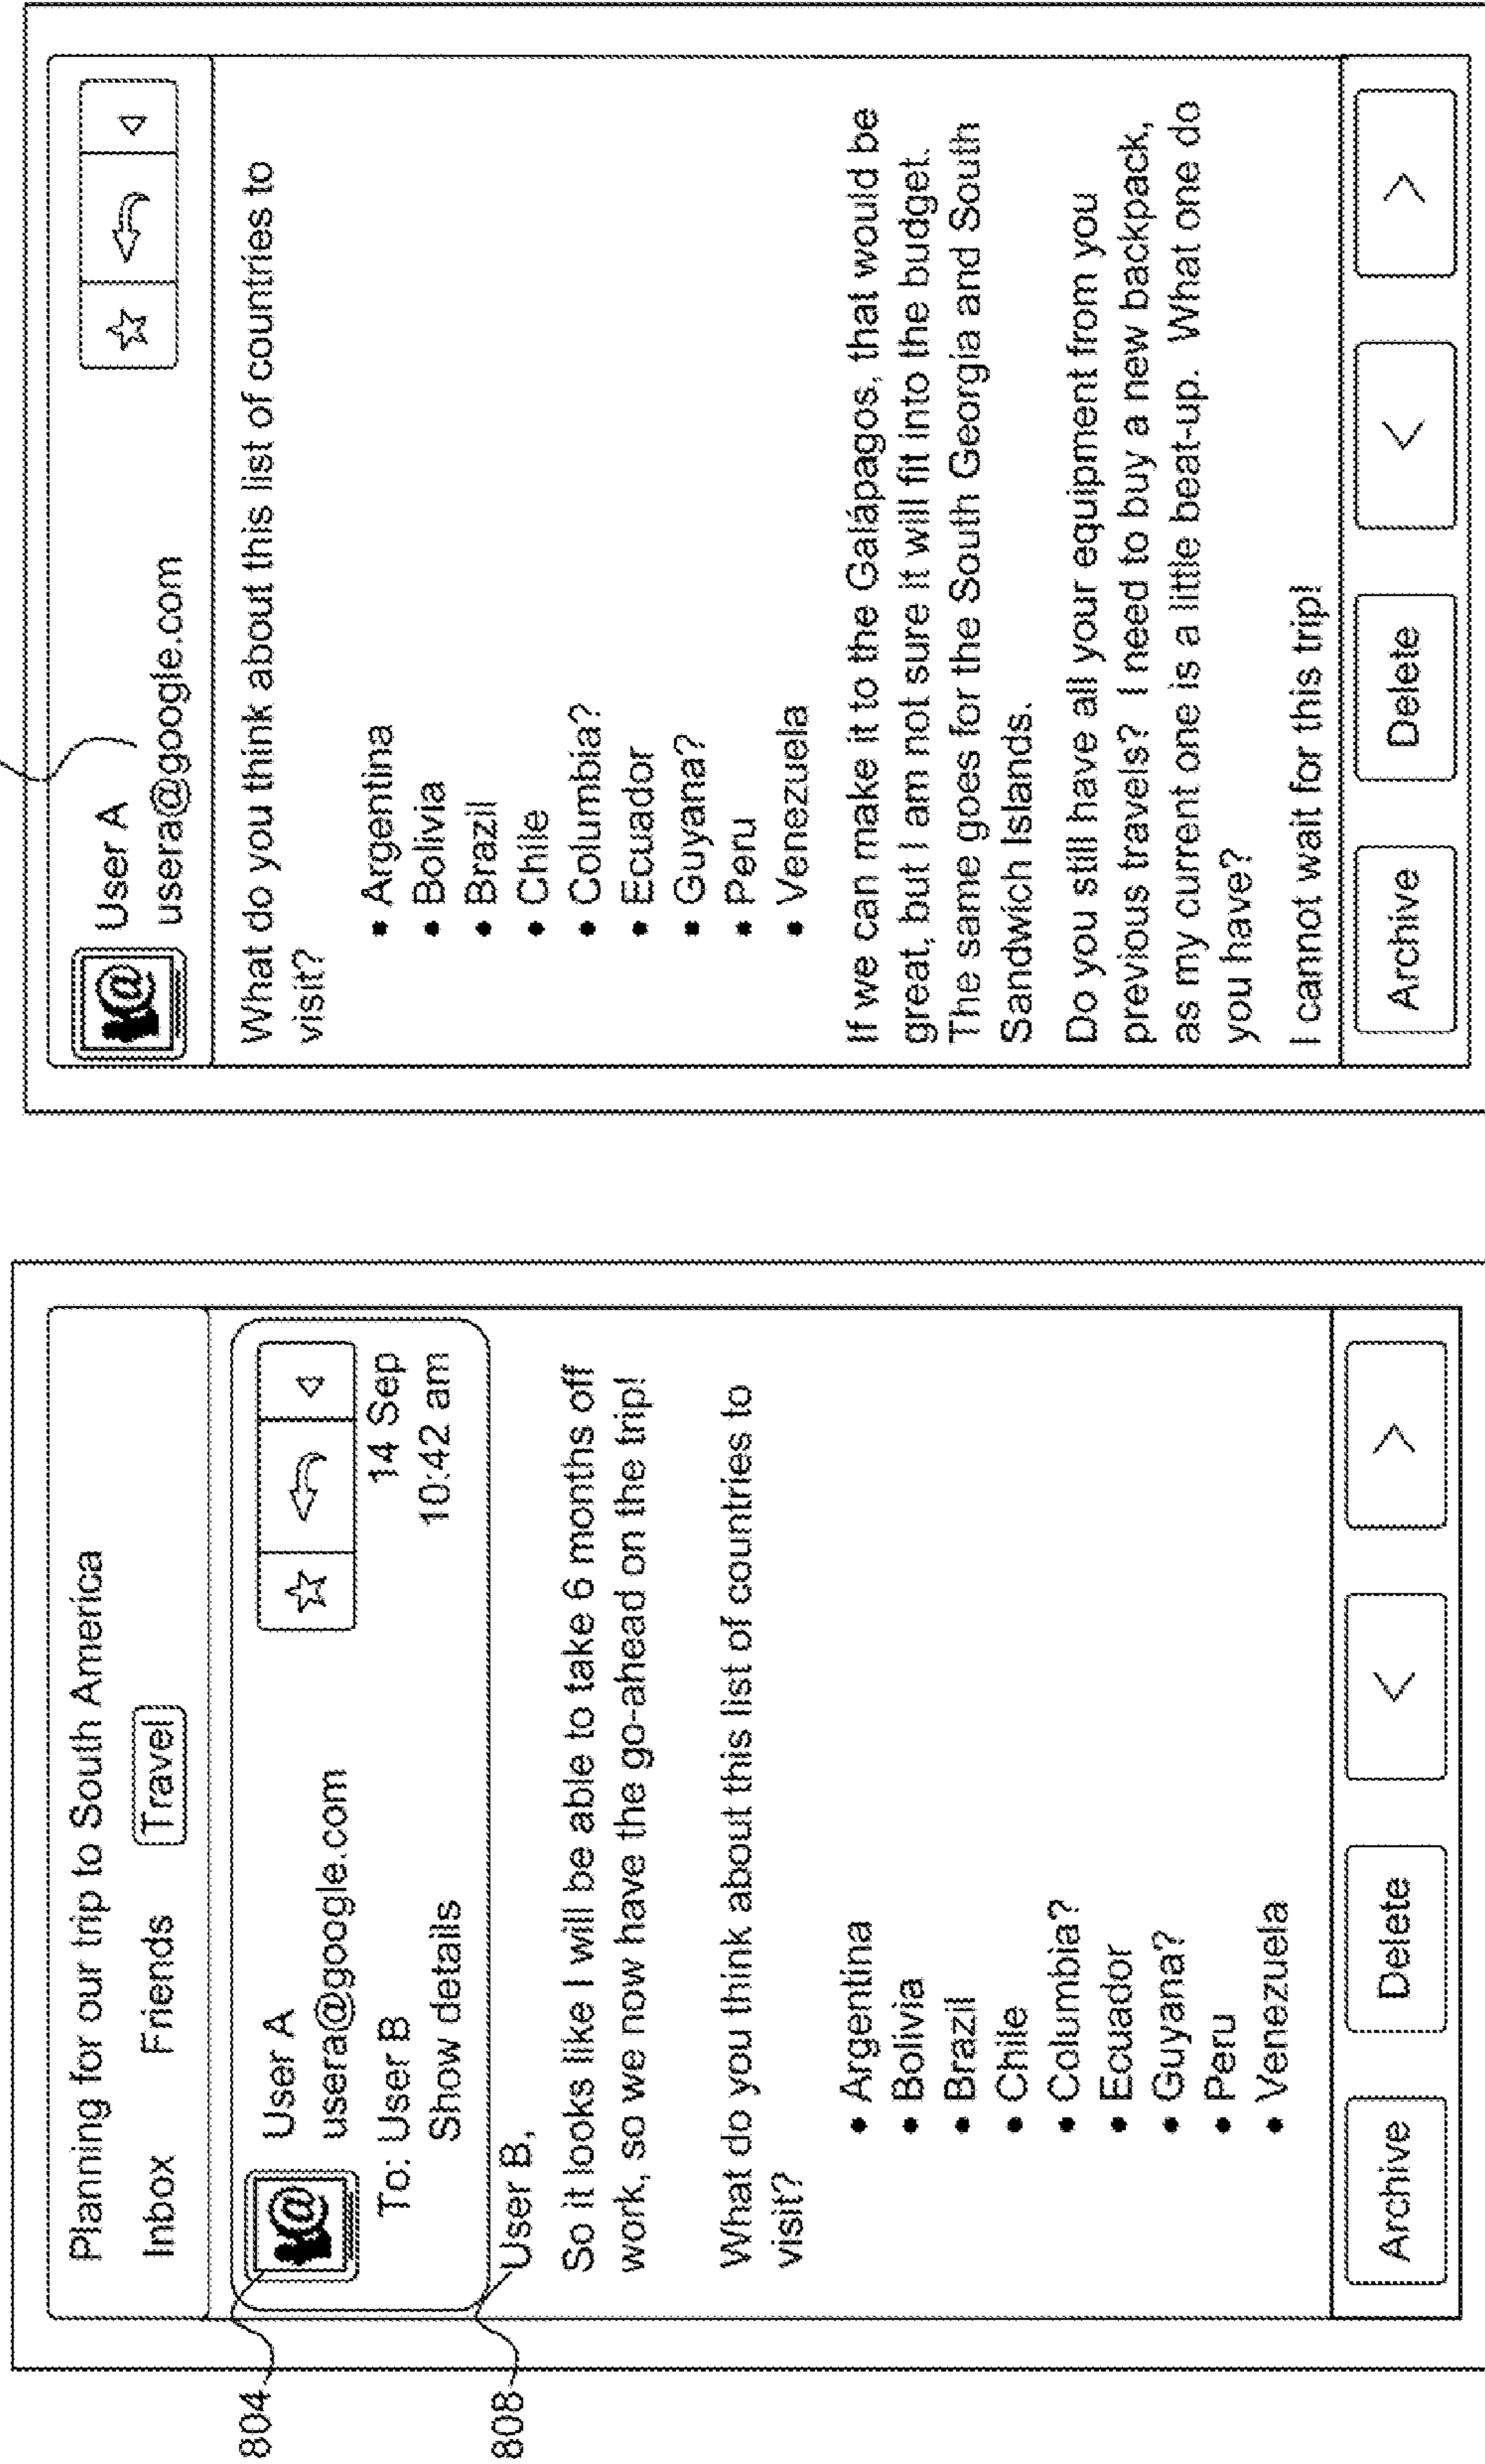 Planning for our trip to South America
Inbox Friends Travel
804
User A
usera@google.com
To: User B
14 Sep
Show details
10:42 am
808
User B,
So it looks like I will be able to take 6 months off
work, so we now have the go-ahead on the trip!
What do you think about this list of countries to
visit?
• Argentina
• Bolivia
• Brazil
• Chile
• Columbia?
• Ecuador
• Guyana?
• Peru
• Venezuela
Archive Delete < >
User A
usera@google.com
What do you think about this list of countries to
visit?
• Argentina
• Bolivia
• Brazil
• Chile
• Columbia?
• Ecuador
• Guyana?
• Peru
• Venezuela
If we can make it to the Galápagos, that would be
great, but I am not sure it will fit into the budget.
The same goes for the South Georgia and South
Sandwich Islands.
Do you still have all your equipment from you
previous travels?  I need to buy a new backpack,
as my current one is a little beat-up.  What one do
you have?
I cannot wait for this trip!
Archive Delete < >